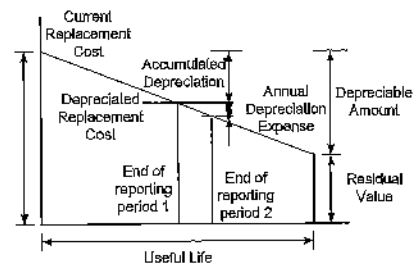 Current
Replacement
Cost
Accumulated
Depreciation
Depreciated
Replacement
Cost
Annual
Depreciation
Expense
Depreciable
Amount
End of
reporting
period 1
End of
reporting
period 2
Residual
Value
Useful Life